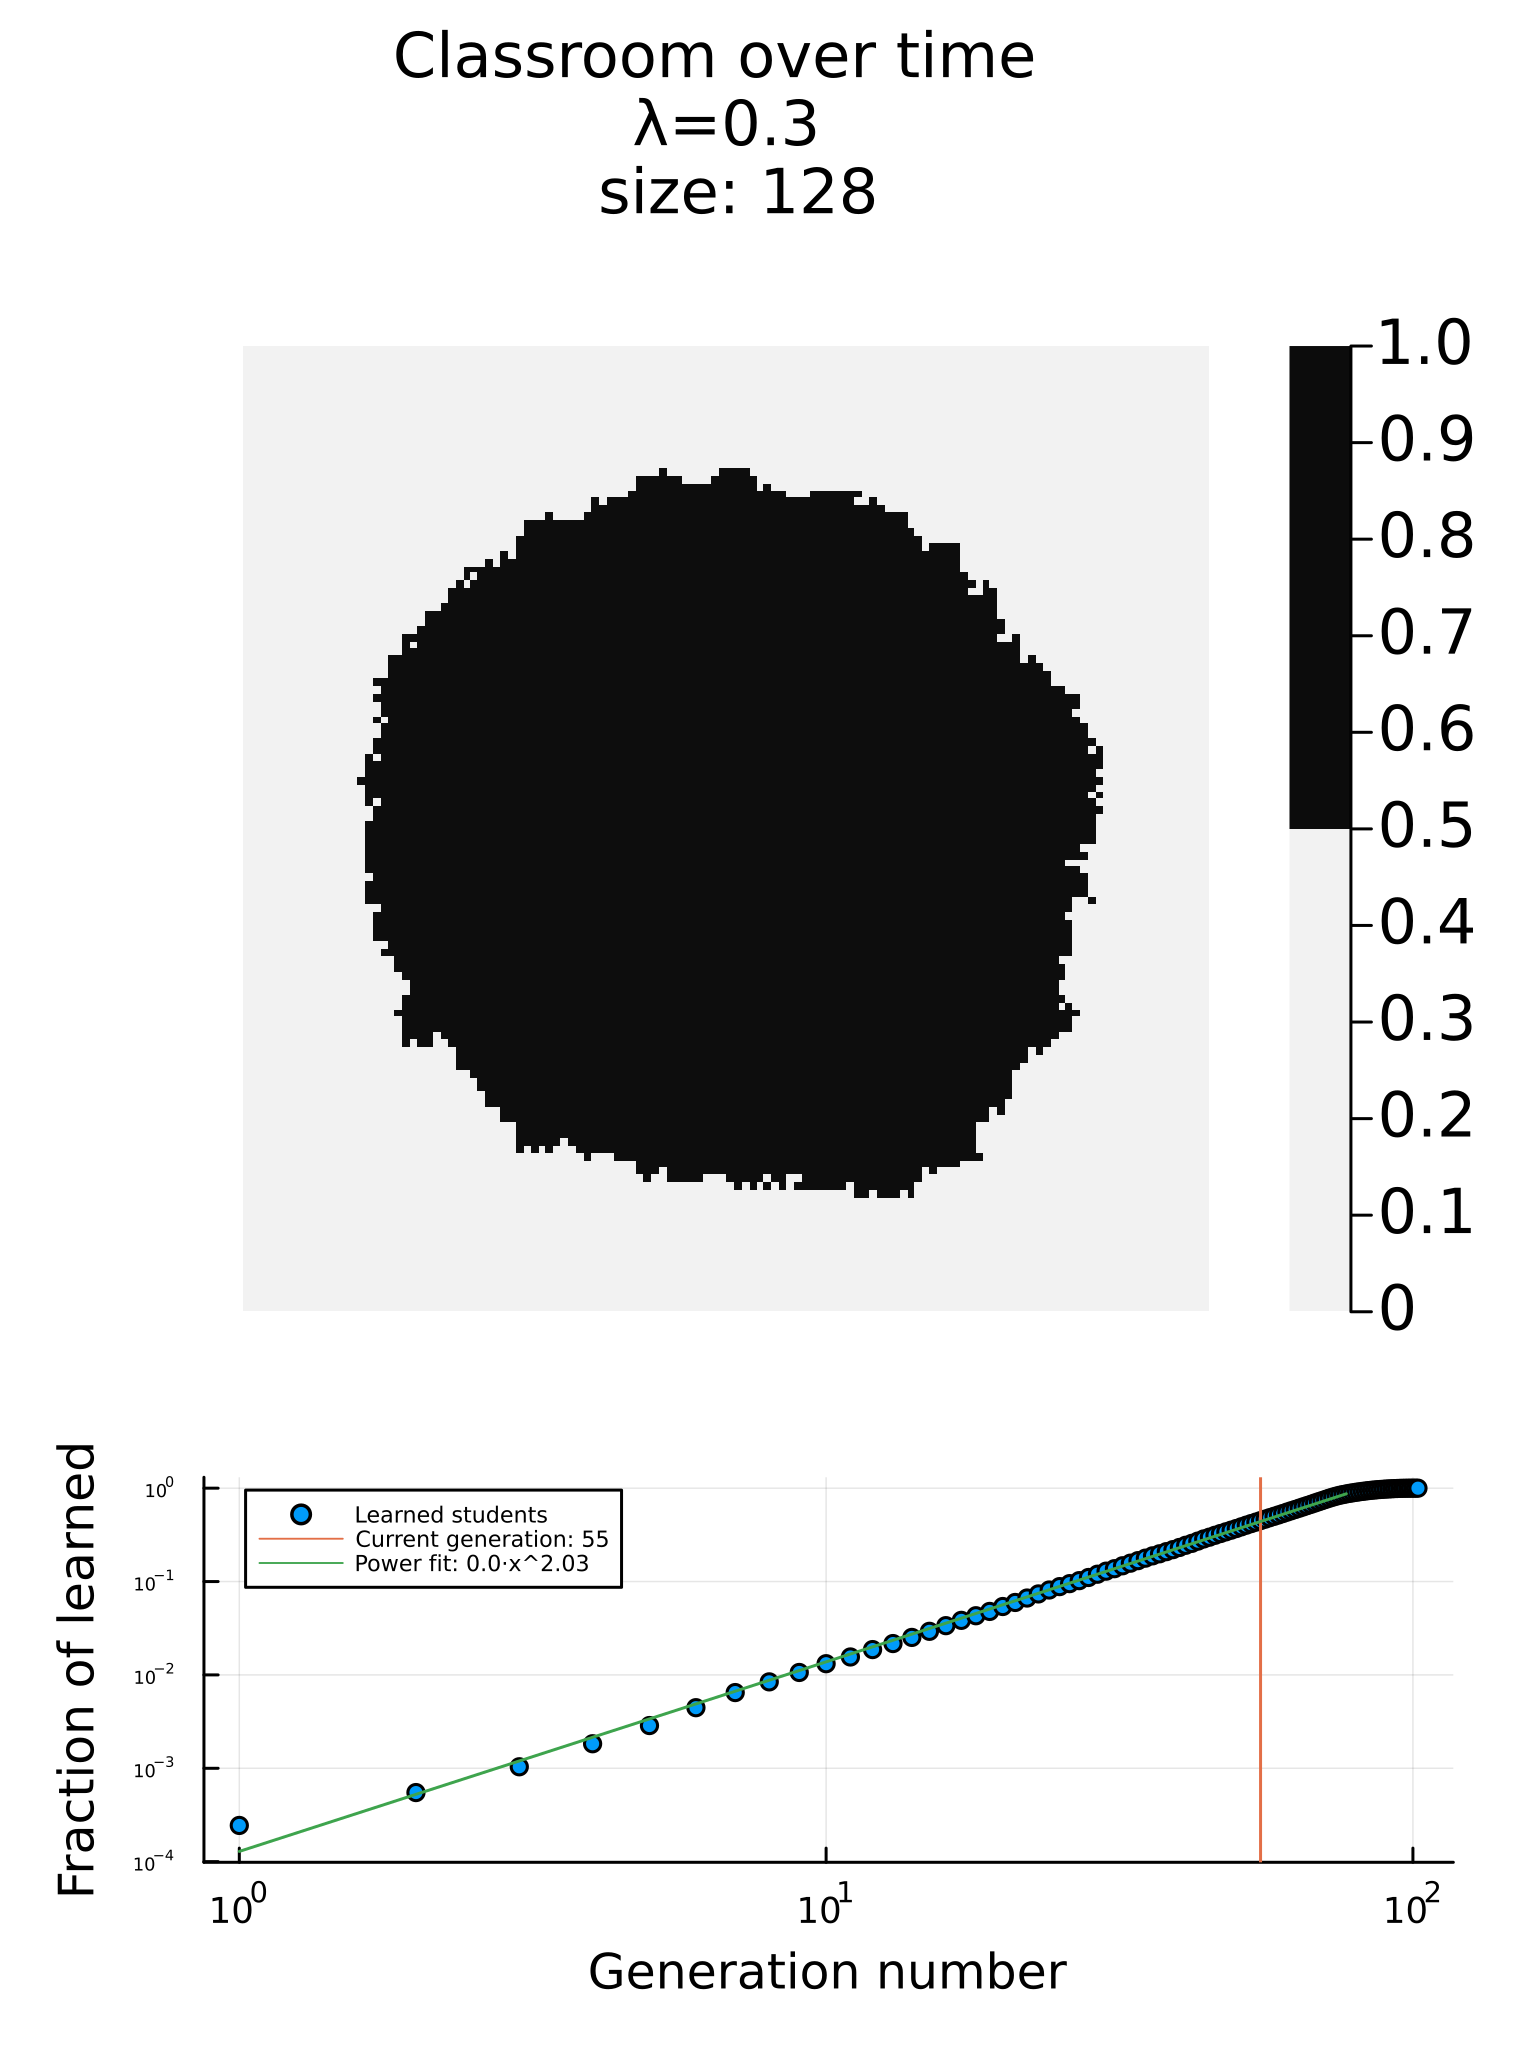 Classroom over time
λ=0.3
size: 128
1.0
0.9
0.8
0.7
0.6
0.5
0.4
0.3
0.2
0.1
0
Fraction of learned
10^0
10^-1
10^-2
10^-3
10^-4
Learned students
Current generation: 55
Power fit: 0.0·x^2.03
10^0 10^1 10^2
Generation number